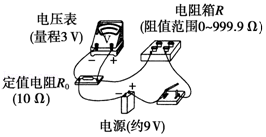 电压表
(量程3 V)
电阻箱R
(阻值范围0~999.9 Ω)
V
定值电阻R₀
(10 Ω)
− +
+ −
电源(约9 V)